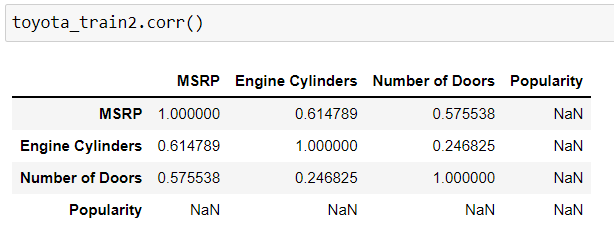 toyota_train2.corr()
MSRP Engine Cylinders Number of Doors Popularity
MSRP 1.000000 0.614789 0.575538 NaN
Engine Cylinders 0.614789 1.000000 0.246825 NaN
Number of Doors 0.575538 0.246825 1.000000 NaN
Popularity NaN NaN NaN NaN